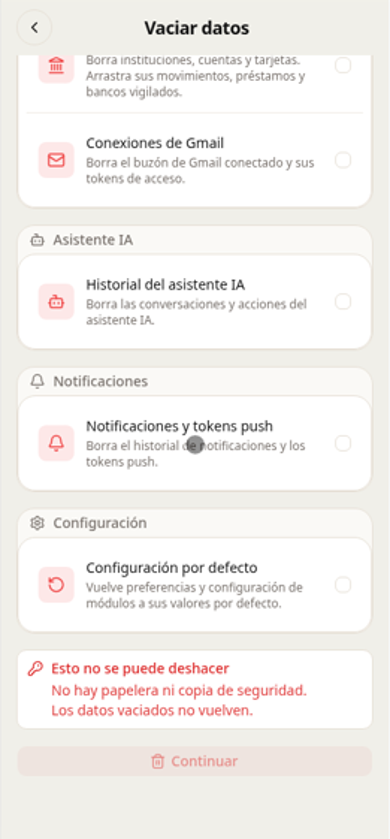 Vaciar datos
Borra instituciones, cuentas y tarjetas.
Arrastra sus movimientos, préstamos y
bancos vigilados.
Conexiones de Gmail
Borra el buzón de Gmail conectado y sus
tokens de acceso.
Asistente IA
Historial del asistente IA
Borra las conversaciones y acciones del
asistente IA.
Notificaciones
Notificaciones y tokens push
Borra el historial de notificaciones y los
tokens push.
Configuración
Configuración por defecto
Vuelve preferencias y configuración de
módulos a sus valores por defecto.
Esto no se puede deshacer
No hay papelera ni copia de seguridad.
Los datos vaciados no vuelven.
Continuar